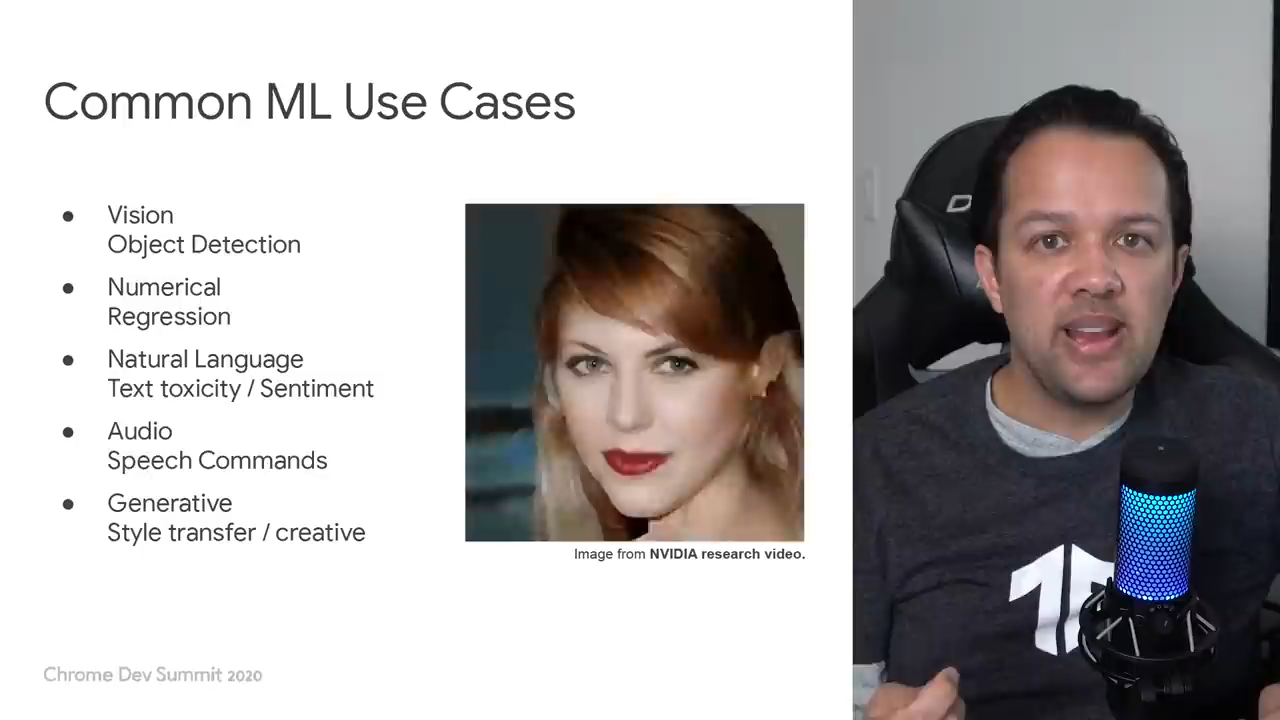 Common ML Use Cases
Vision
Object Detection
Numerical
Regression
Natural Language
Text toxicity / Sentiment
Audio
Speech Commands
Generative
Style transfer / creative
Image from NVIDIA research video.
Chrome Dev Summit 2020